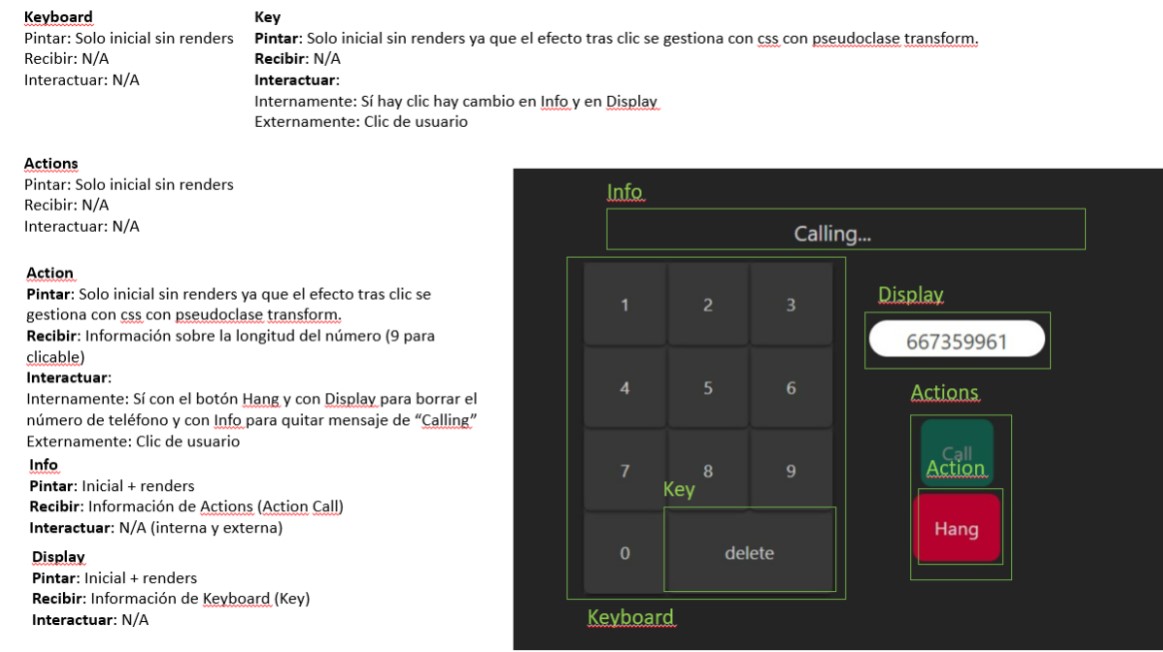 Keyboard
Pintar: Solo inicial sin renders
Recibir: N/A
Interactuar: N/A
Key
Pintar: Solo inicial sin renders ya que el efecto tras clic se gestiona con css con pseudoclase transform.
Recibir: N/A
Interactuar:
Internamente: Sí hay clic hay cambio en Info y en Display
Externamente: Clic de usuario
Actions
Pintar: Solo inicial sin renders
Recibir: N/A
Interactuar: N/A
Action
Pintar: Solo inicial sin renders ya que el efecto tras clic se
gestiona con css con pseudoclase transform.
Recibir: Información sobre la longitud del número (9 para
clicable)
Interactuar:
Internamente: Sí con el botón Hang y con Display para borrar el
número de teléfono y con Info para quitar mensaje de “Calling”
Externamente: Clic de usuario
Info
Pintar: Inicial + renders
Recibir: Información de Actions (Action Call)
Interactuar: N/A (interna y externa)
Display
Pintar: Inicial + renders
Recibir: Información de Keyboard (Key)
Interactuar: N/A
Info
Calling...
1 2 3
4 5 6
7 8 9
Key
0 delete
Keyboard
Display
667359961
Actions
Call
Action
Hang